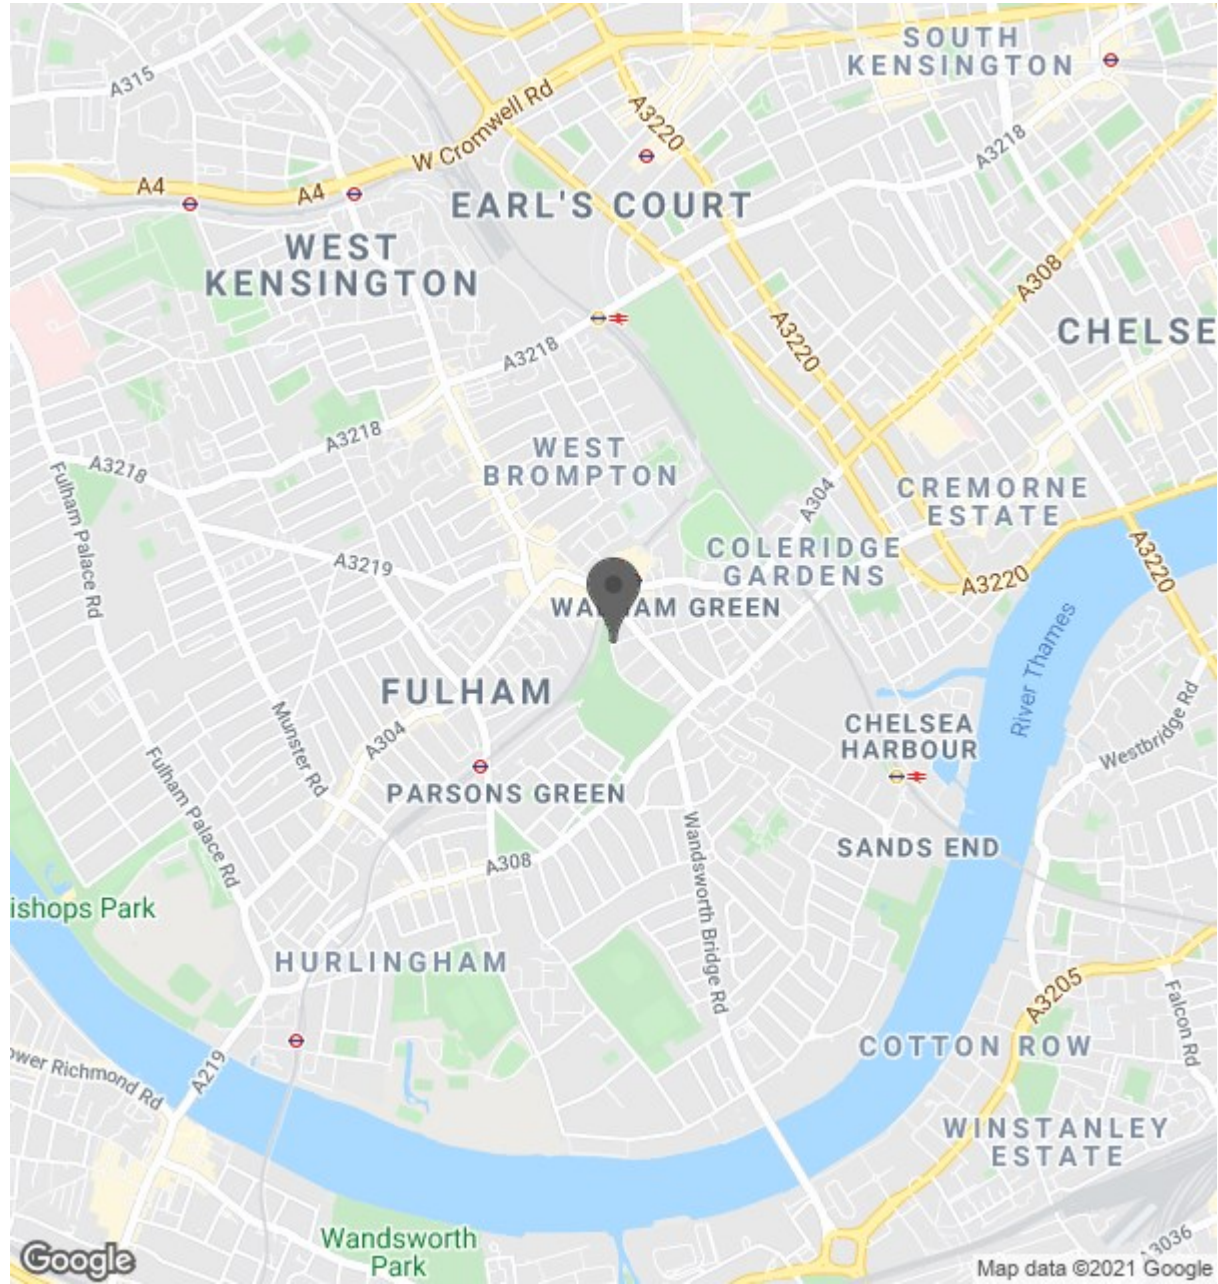 SOUTH
KENSINGTON
A315
A3220
W Cromwell Rd
A3218
A4
A4
EARL'S COURT
WEST
KENSINGTON
A308
A3220
CHELSE
A3218
A3218
WEST
BROMPTON
A3218
A304
CREMORNE
ESTATE
Fulham Palace Rd
A3219
COLERIDGE
GARDENS
A3220
A3220
GREEN
River Thames
FULHAM
Munster Rd
A304
CHELSEA
HARBOUR
Westbridge Rd
Fulham Palace Rd
PARSONS GREEN
Wandsworth Bridge Rd
SANDS END
A308
ishops Park
HURLINGHAM
A3205
Falcon Rd
COTTON ROW
A219
ower Richmond Rd
WINSTANLEY
ESTATE
Wandsworth
Park
A3036
Google
Map data ©2021 Google